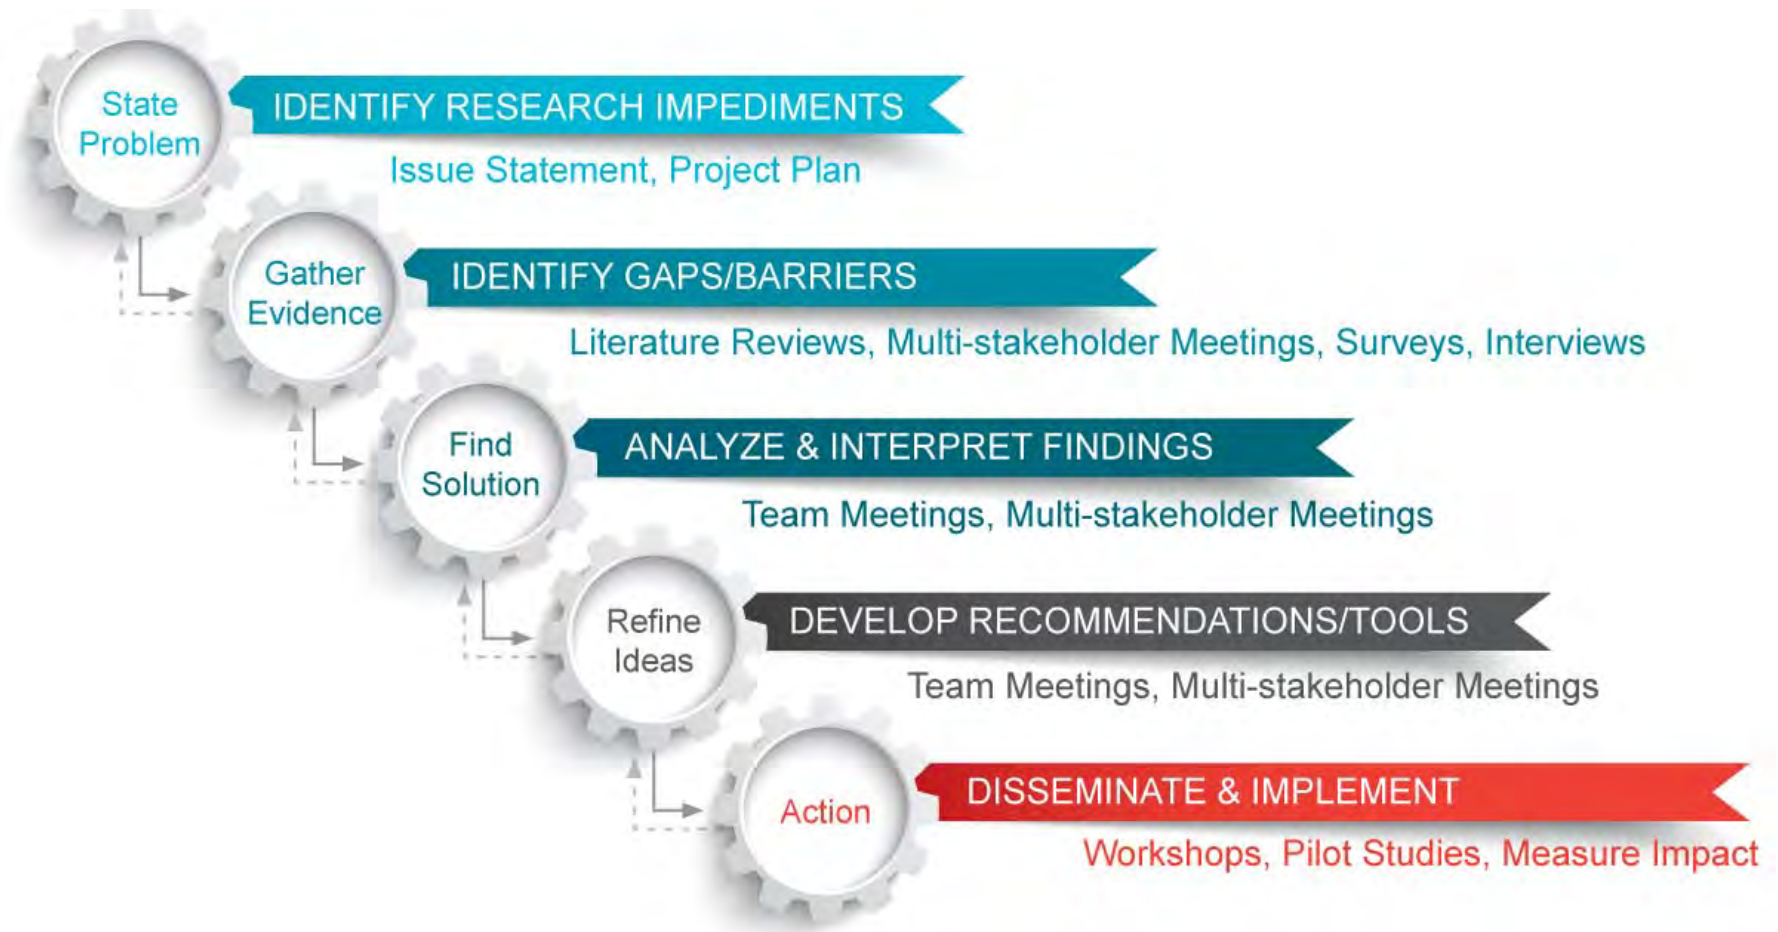 State
Problem
IDENTIFY RESEARCH IMPEDIMENTS
Issue Statement, Project Plan
Gather
Evidence
IDENTIFY GAPS/BARRIERS
Literature Reviews, Multi-stakeholder Meetings, Surveys, Interviews
Find
Solution
ANALYZE & INTERPRET FINDINGS
Team Meetings, Multi-stakeholder Meetings
Refine
Ideas
DEVELOP RECOMMENDATIONS/TOOLS
Team Meetings, Multi-stakeholder Meetings
Action
DISSEMINATE & IMPLEMENT
Workshops, Pilot Studies, Measure Impact